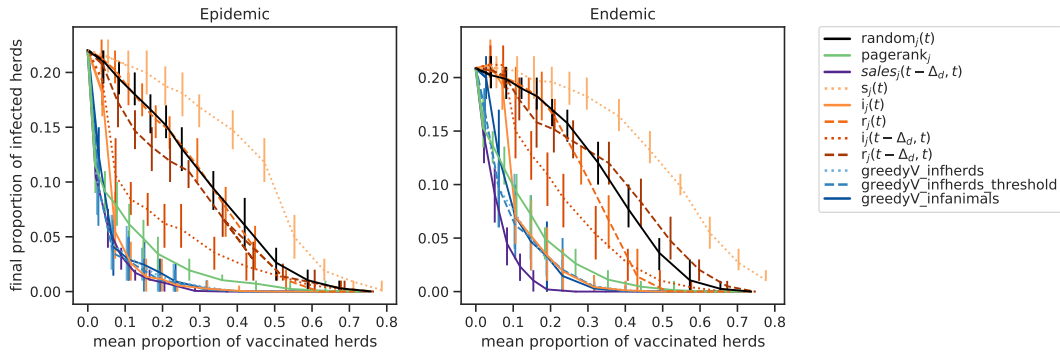 Epidemic
Endemic
final proportion of infected herds
0.20
0.15
0.10
0.05
0.00
0.0 0.1 0.2 0.3 0.4 0.5 0.6 0.7 0.8
mean proportion of vaccinated herds
0.20
0.15
0.10
0.05
0.00
0.0 0.1 0.2 0.3 0.4 0.5 0.6 0.7 0.8
mean proportion of vaccinated herds
random_j(t)
pagerank_j
sales_j(t − Δ_d, t)
s_j(t)
i_j(t)
r_j(t)
i_j(t − Δ_d, t)
r_j(t − Δ_d, t)
greedyV_infherds
greedyV_infherds_threshold
greedyV_infanimals